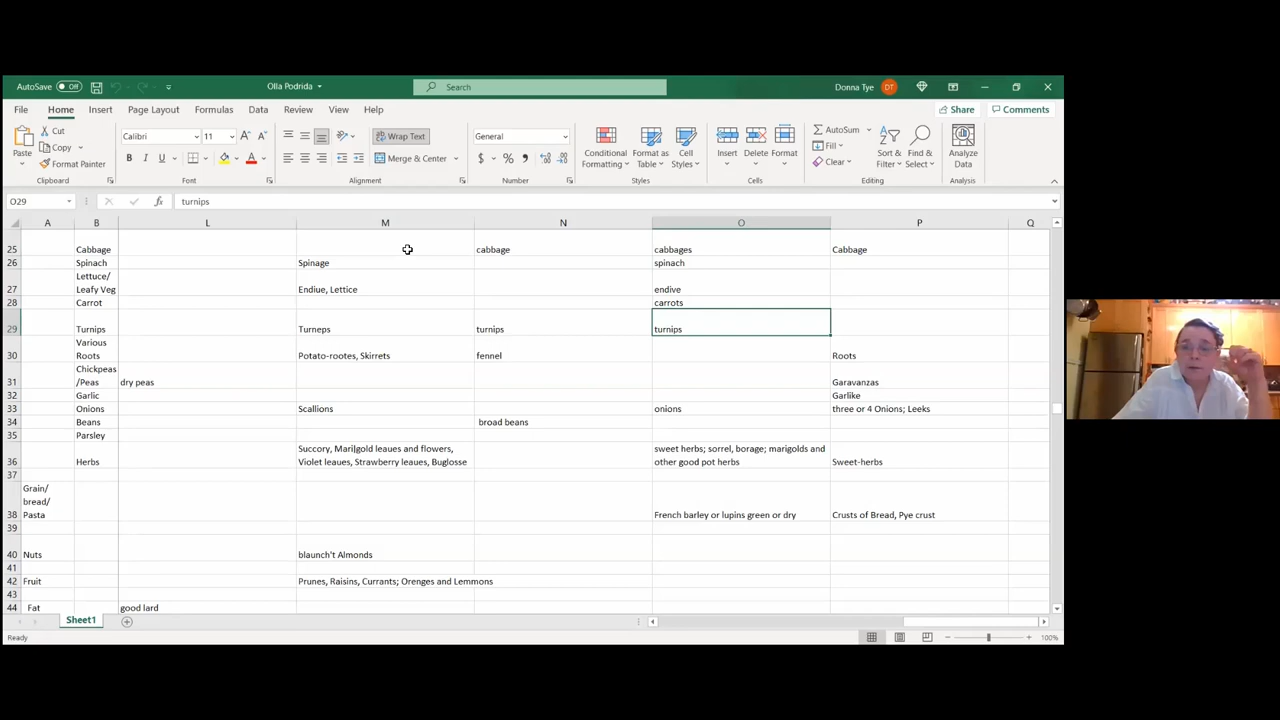 AutoSave Off Olla Podrida Search Donna Tye DT
File Home Insert Page Layout Formulas Data Review View Help Share Comments
Cut
Copy
Format Painter
Paste
Calibri 11 A A
B I U A
Wrap Text
Merge & Center
General
$ % ,
Conditional Formatting
Format as Table
Cell Styles
Insert Delete Format
AutoSum
Fill
Clear
Sort & Filter
Find & Select
Analyze Data
Clipboard Font Alignment Number Styles Cells Editing Analysis
O29 fx turnips
A B L M N O P Q
25 Cabbage cabbage cabbages Cabbage
26 Spinach Spinage spinach
Lettuce/
27 Leafy Veg Endiue, Lettice endive
28 Carrot carrots
29 Turnips Turneps turnips turnips
Various
30 Roots Potato-rootes, Skirrets fennel Roots
Chickpeas
31 /Peas dry peas Garavanzas
32 Garlic Garlike
33 Onions Scallions onions three or 4 Onions; Leeks
34 Beans broad beans
35 Parsley
Succory, Marigold leaues and flowers, sweet herbs; sorrel, borage; marigolds and
36 Herbs Violet leaues, Strawberry leaues, Buglosse other good pot herbs Sweet-herbs
37
Grain/
bread/
38 Pasta French barley or lupins green or dry Crusts of Bread, Pye crust
39
40 Nuts blaunch't Almonds
41
42 Fruit Prunes, Raisins, Currants; Orenges and Lemmons
43
44 Fat good lard
Sheet1
Ready 100%